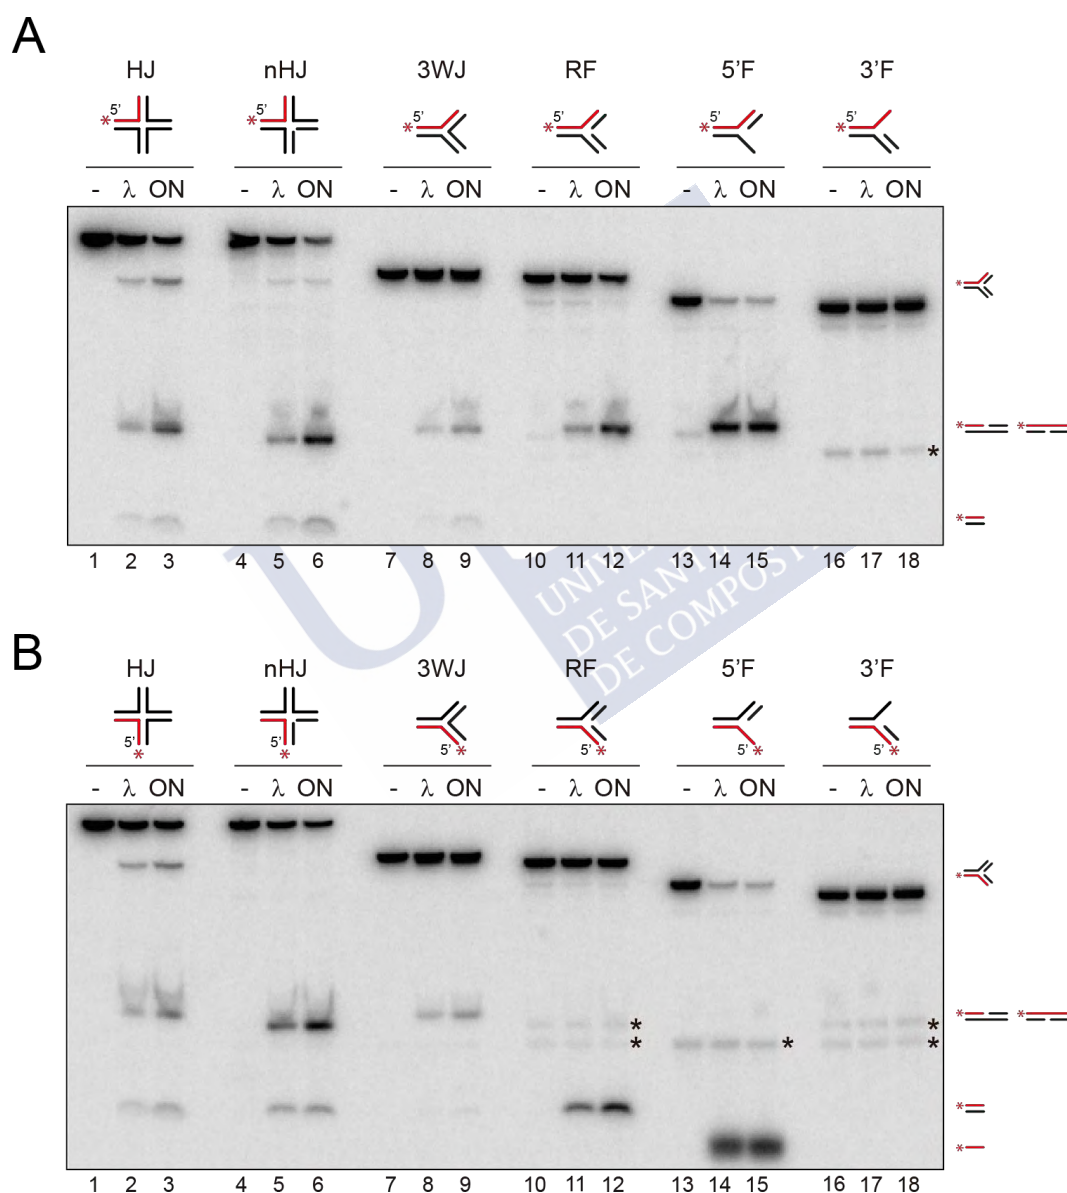 A
HJ nHJ 3WJ RF 5'F 3'F
* 5' * 5' * 5' * 5' * 5' * 5'
- λ ON - λ ON - λ ON - λ ON - λ ON - λ ON
*
* *
*
*
1 2 3 4 5 6 7 8 9 10 11 12 13 14 15 16 17 18
DE COMPOST
B
HJ nHJ 3WJ RF 5'F 3'F
5' * 5' * 5' * 5' * 5' * 5' *
- λ ON - λ ON - λ ON - λ ON - λ ON - λ ON
*
* * * *
* * *
*
*
1 2 3 4 5 6 7 8 9 10 11 12 13 14 15 16 17 18